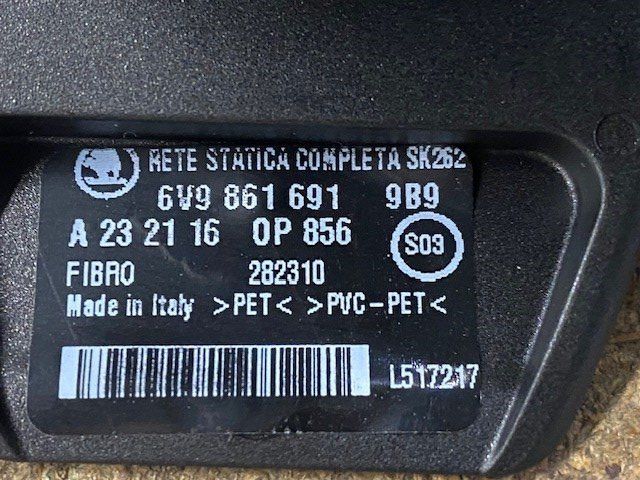 RETE STATICA COMPLETA SK262
6V9 861 691 9B9
A 23 21 16 OP 856 S03
FIBRO 282310
Made in Italy >PET< >PVC-PET<
L517217